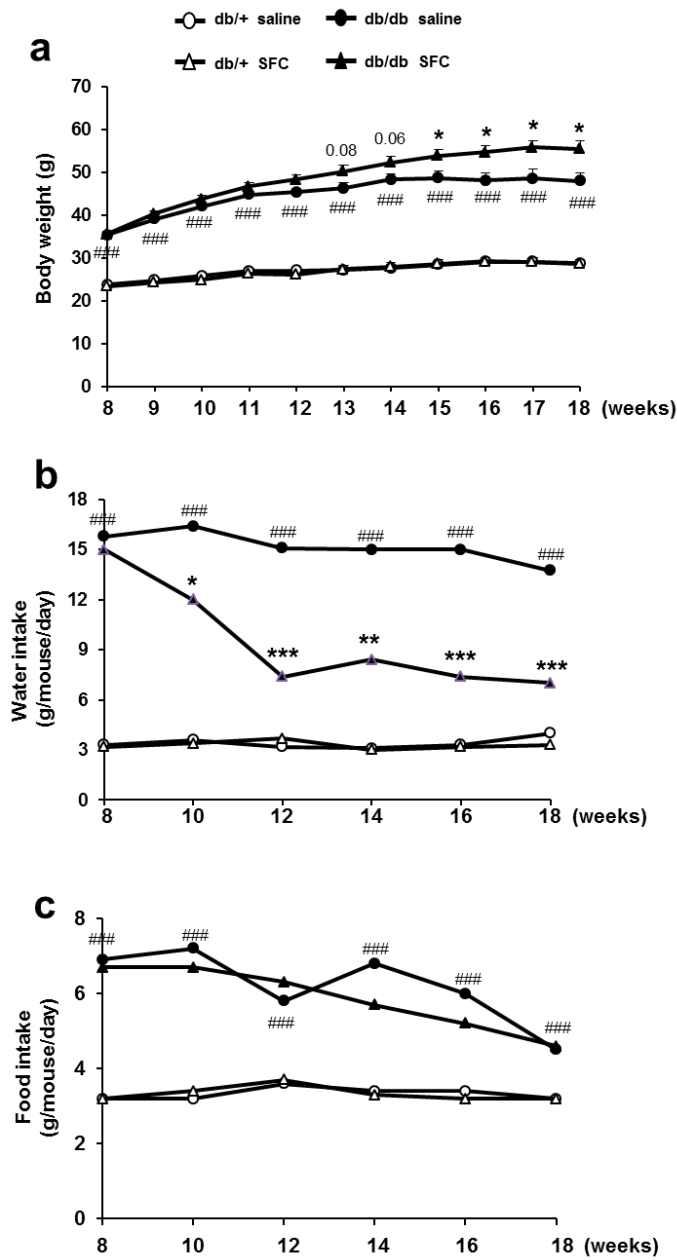 db/+ saline db/db saline
a
db/+ SFC db/db SFC
70
60
50
40
30
20
10
0
Body weight (g)
0.08 0.06 * * * *
### ### ### ### ### ### ### ### ### ### ###
8 9 10 11 12 13 14 15 16 17 18 (weeks)
b
18
15
12
9
6
3
0
Water intake
(g/mouse/day)
### ### ### ### ### ###
* *** ** *** ***
8 10 12 14 16 18 (weeks)
c
8
6
4
2
0
Food intake
(g/mouse/day)
### ### ### ### ### ###
8 10 12 14 16 18 (weeks)